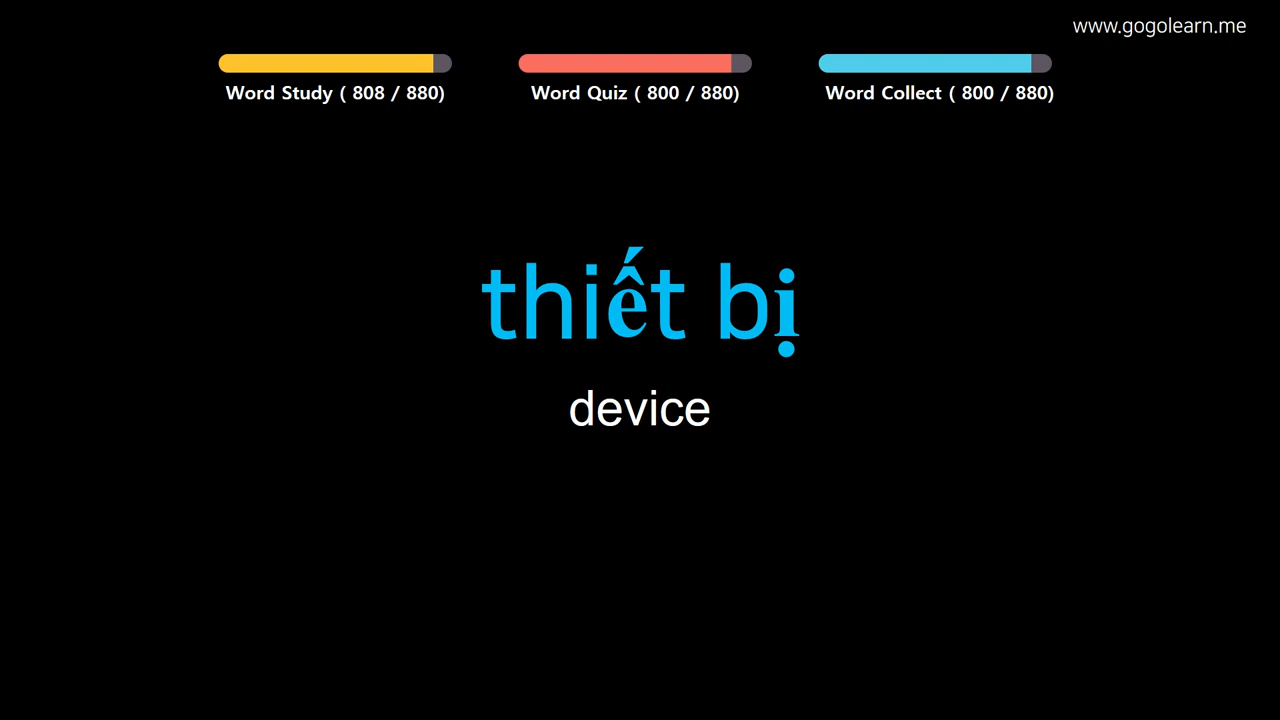 www.gogolearn.me
Word Study ( 808 / 880)
Word Quiz ( 800 / 880)
Word Collect ( 800 / 880)
thiết bị
device